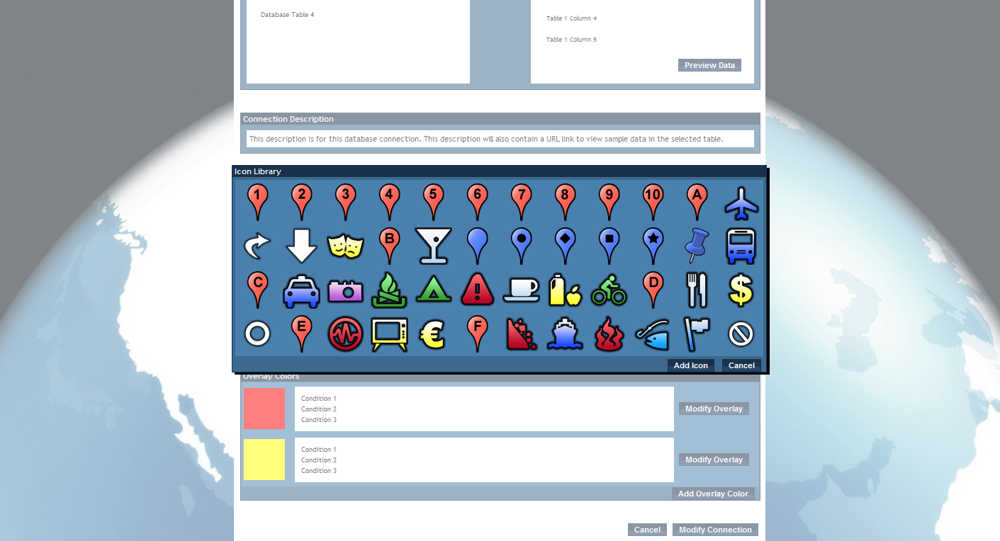 Database Table 4
Table 1 Column 4
Table 1 Column 5
Preview Data
Connection Description
This description is for this database connection. This description will also contain a URL link to view sample data in the selected table.
Icon Library
1 2 3 4 5 6 7 8 9 10 A
B
C ! D $
E € F
Add Icon Cancel
Overlay Colors
Condition 1
Condition 2
Condition 3
Modify Overlay
Condition 1
Condition 2
Condition 3
Modify Overlay
Add Overlay Color
Cancel Modify Connection